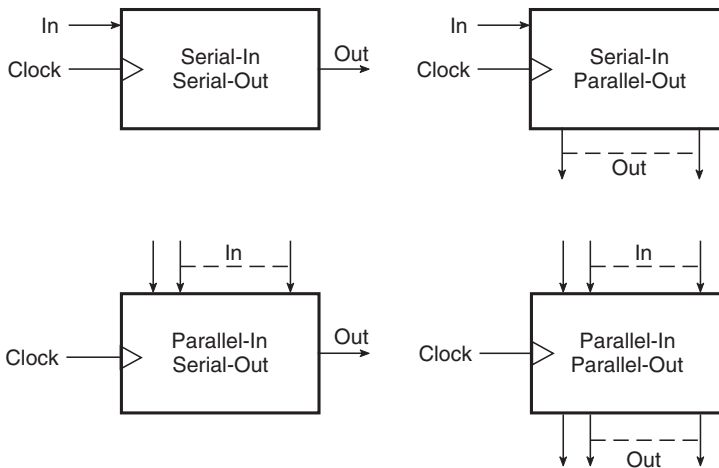 In
Clock
Serial-In
Serial-Out
Out
In
Clock
Serial-In
Parallel-Out
Out
In
Clock
Parallel-In
Serial-Out
Out
In
Clock
Parallel-In
Parallel-Out
Out